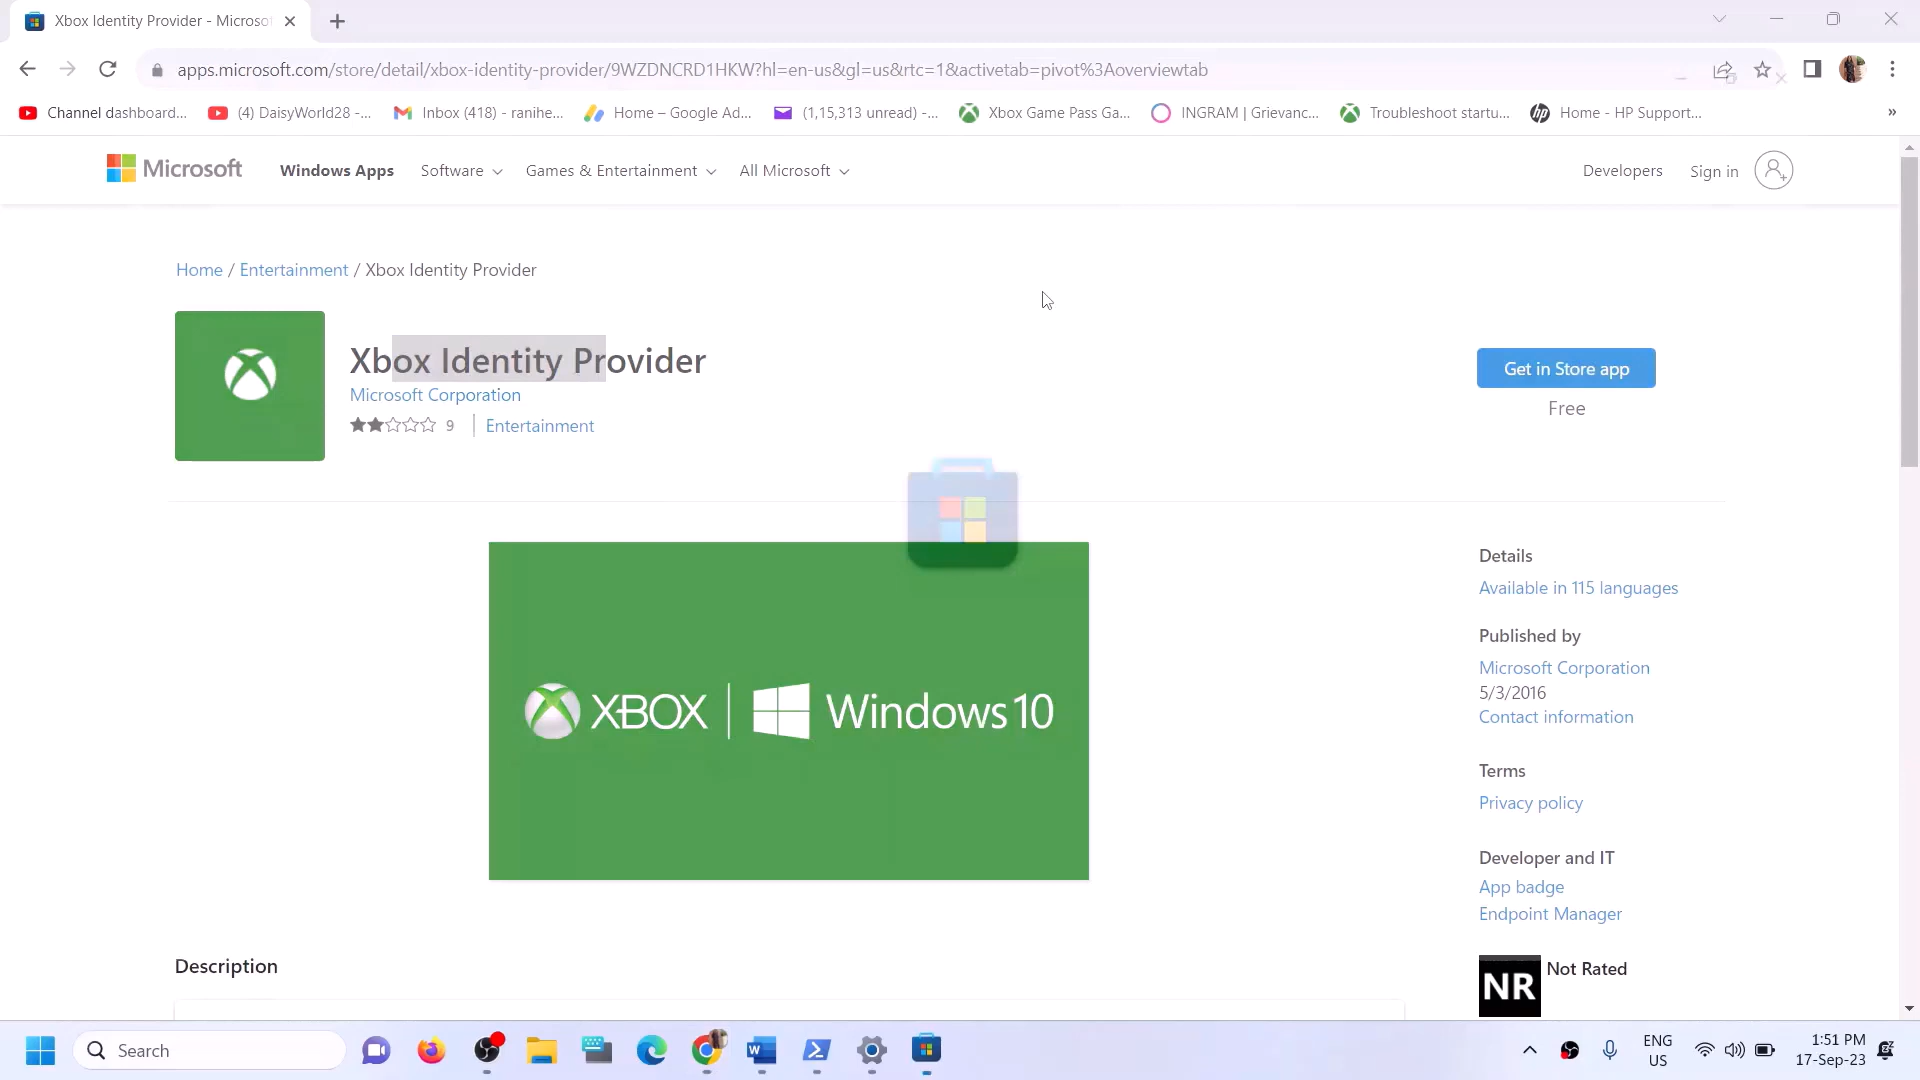 Xbox Identity Provider - Microso
apps.microsoft.com/store/detail/xbox-identity-provider/9WZDNCRD1HKW?hl=en-us&gl=us&rtc=1&activetab=pivot%3Aoverviewtab
Channel dashboard... (4) DaisyWorld28 -... Inbox (418) - ranihe... Home – Google Ad... (1,15,313 unread) -... Xbox Game Pass Ga... INGRAM | Grievanc... Troubleshoot startu... Home - HP Support... »
Microsoft Windows Apps Software Games & Entertainment All Microsoft Developers Sign in
Home / Entertainment / Xbox Identity Provider
Xbox Identity Provider
Microsoft Corporation
9 Entertainment
Get in Store app
Free
XBOX | Windows 10
Details
Available in 115 languages
Published by
Microsoft Corporation
5/3/2016
Contact information
Terms
Privacy policy
Developer and IT
App badge
Endpoint Manager
NR Not Rated
Description
Search
ENG
US
1:51 PM
17-Sep-23